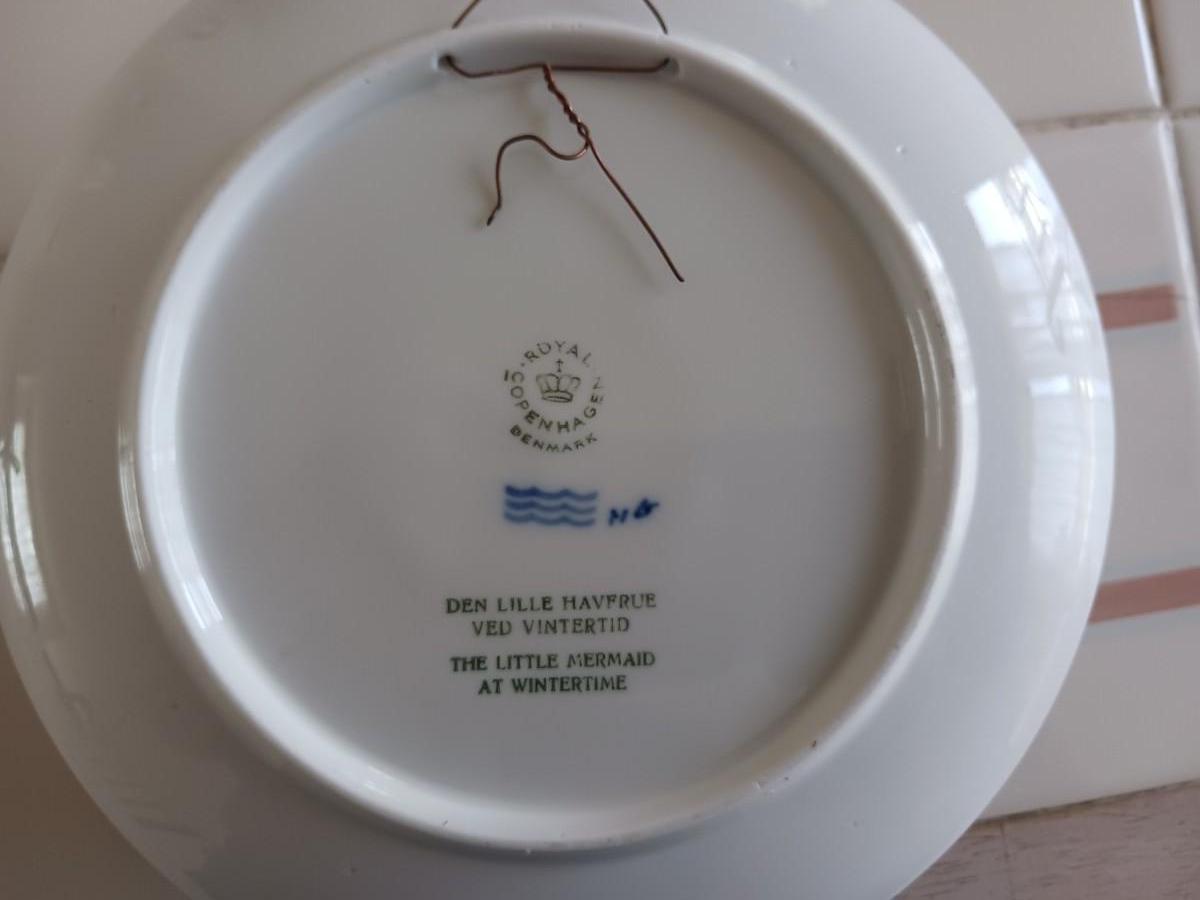 ROYAL
COPENHAGEN
DENMARK
DEN LILLE HAVFRUE
VED VINTERTID
THE LITTLE MERMAID
AT WINTERTIME